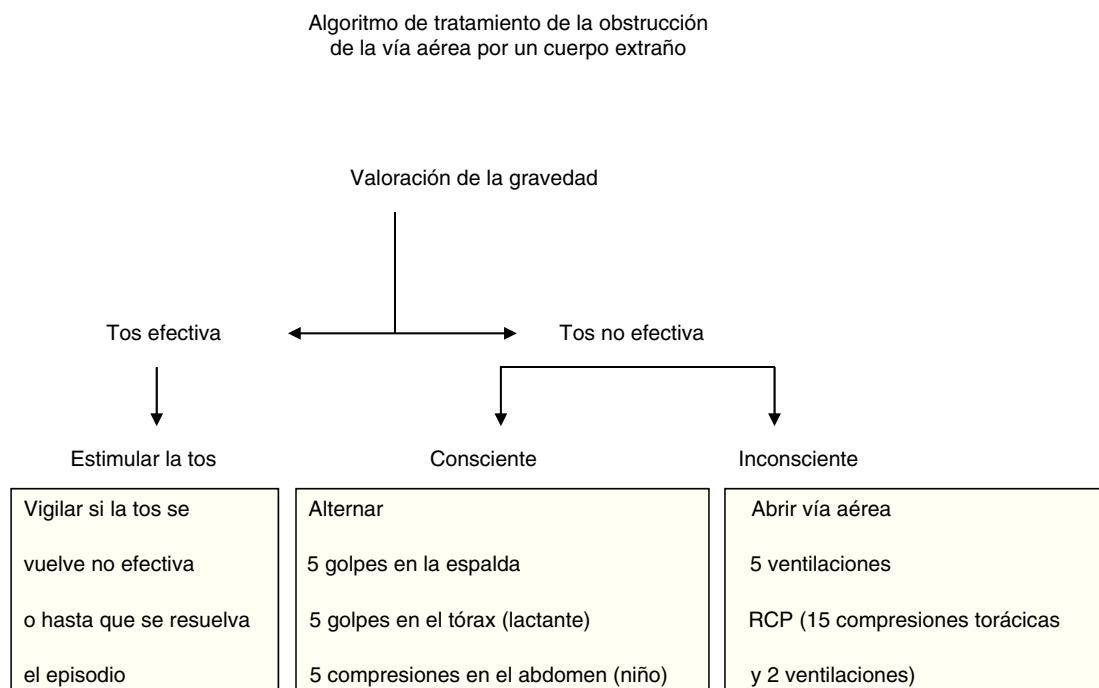 Algoritmo de tratamiento de la obstrucción
de la vía aérea por un cuerpo extraño
Valoración de la gravedad
Tos efectiva
Tos no efectiva
Estimular la tos
Consciente
Inconsciente
Vigilar si la tos se
vuelve no efectiva
o hasta que se resuelva
el episodio
Alternar
5 golpes en la espalda
5 golpes en el tórax (lactante)
5 compresiones en el abdomen (niño)
Abrir vía aérea
5 ventilaciones
RCP (15 compresiones torácicas
y 2 ventilaciones)